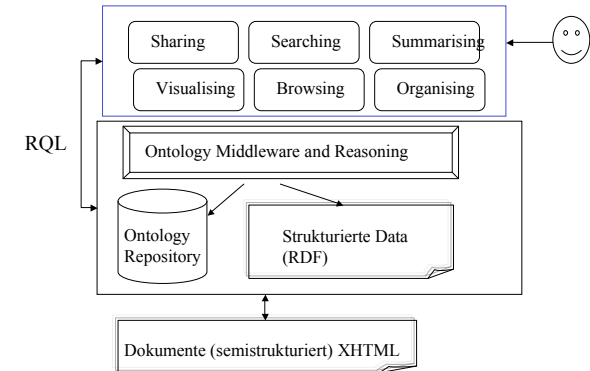 Sharing
Searching
Summarising
Visualising
Browsing
Organising
RQL
Ontology Middleware and Reasoning
Ontology
Repository
Strukturierte Data
(RDF)
Dokumente (semistrukturiert) XHTML